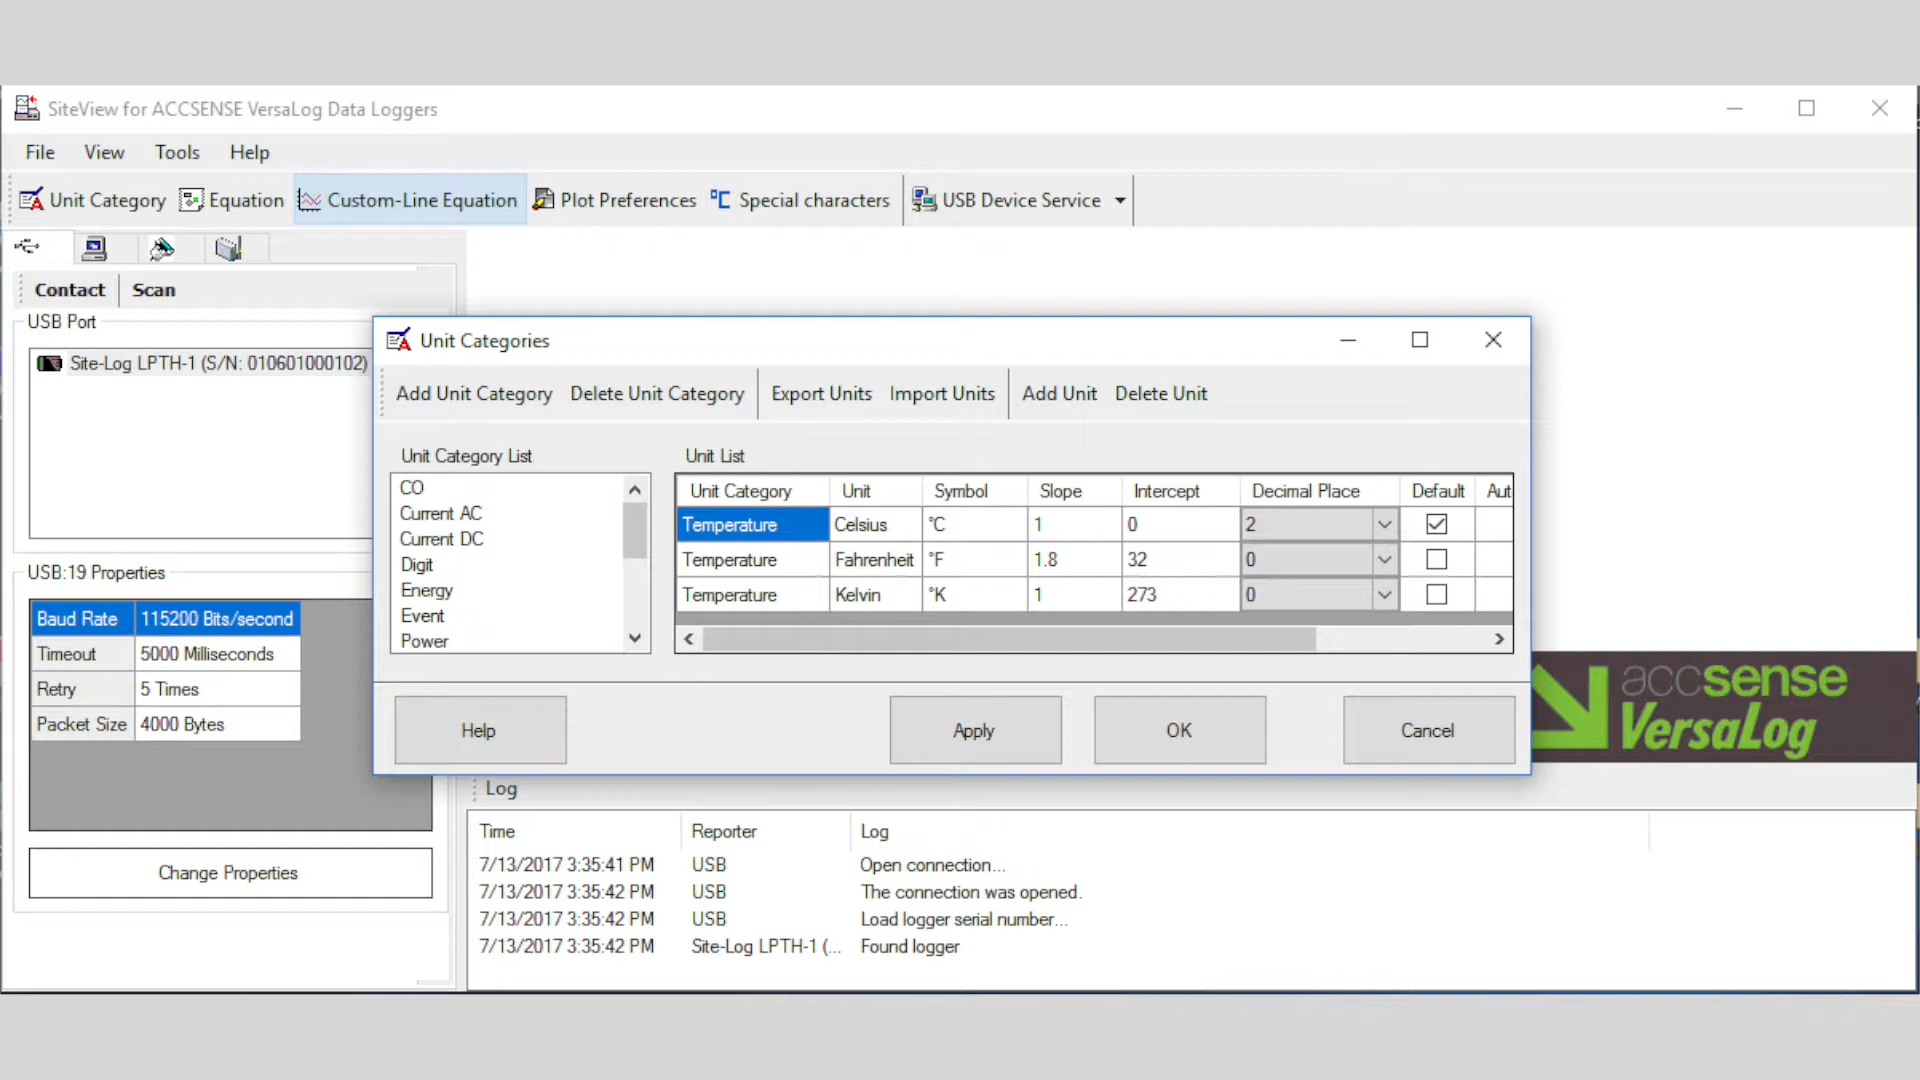 SiteView for ACCSENSE VersaLog Data Loggers
File View Tools Help
Unit Category Equation Custom-Line Equation Plot Preferences °C Special characters USB Device Service
Contact Scan
USB Port
Site-Log LPTH-1 (S/N: 010601000102)
USB:19 Properties
Baud Rate 115200 Bits/second
Timeout 5000 Milliseconds
Retry 5 Times
Packet Size 4000 Bytes
Change Properties
Unit Categories
Add Unit Category Delete Unit Category Export Units Import Units Add Unit Delete Unit
Unit Category List
CO
Current AC
Current DC
Digit
Energy
Event
Power
Unit List
Unit Category Unit Symbol Slope Intercept Decimal Place Default Aut
Temperature Celsius °C 1 0 2
Temperature Fahrenheit °F 1.8 32 0
Temperature Kelvin °K 1 273 0
Help Apply OK Cancel
accsense
VersaLog
Log
Time Reporter Log
7/13/2017 3:35:41 PM USB Open connection...
7/13/2017 3:35:42 PM USB The connection was opened.
7/13/2017 3:35:42 PM USB Load logger serial number...
7/13/2017 3:35:42 PM Site-Log LPTH-1 (... Found logger